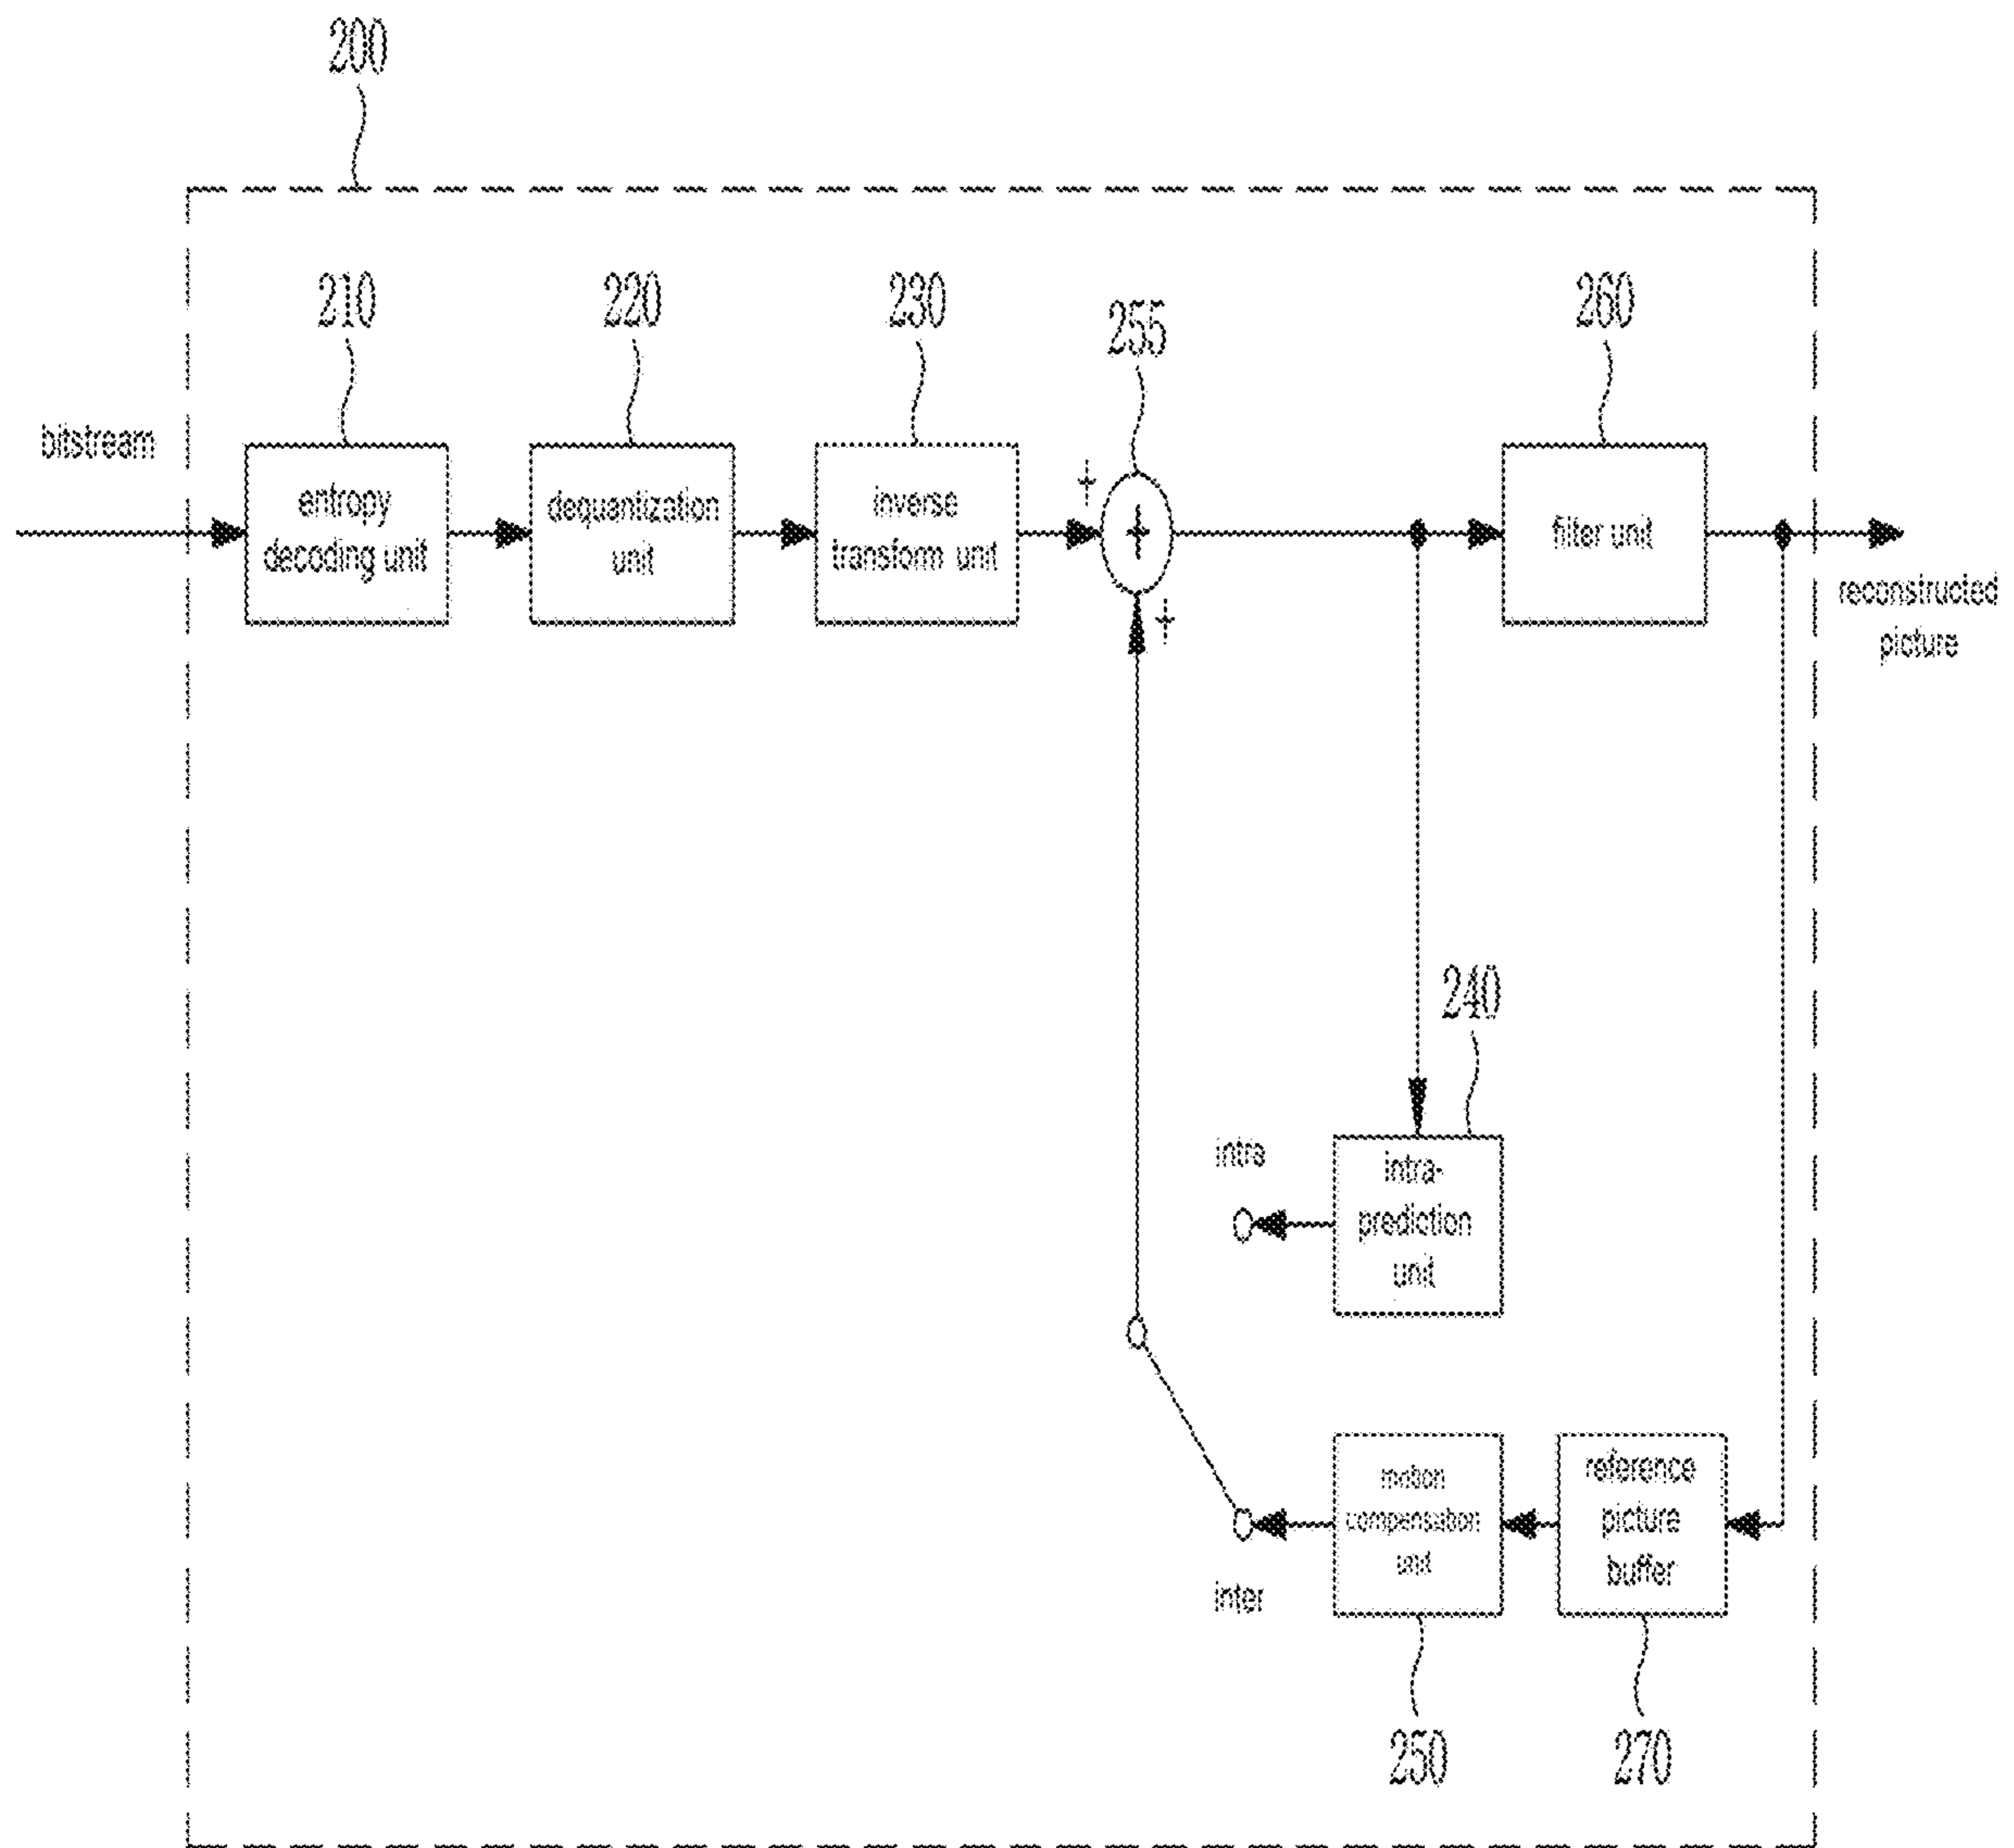 200
210
220
230
255
260
bitstream
entropy
decoding unit
dequantization
unit
inverse
transform unit
+
+
+
filter unit
reconstructed
picture
240
intra
intra-
prediction
unit
motion
compensation
unit
reference
picture
buffer
inter
250
270